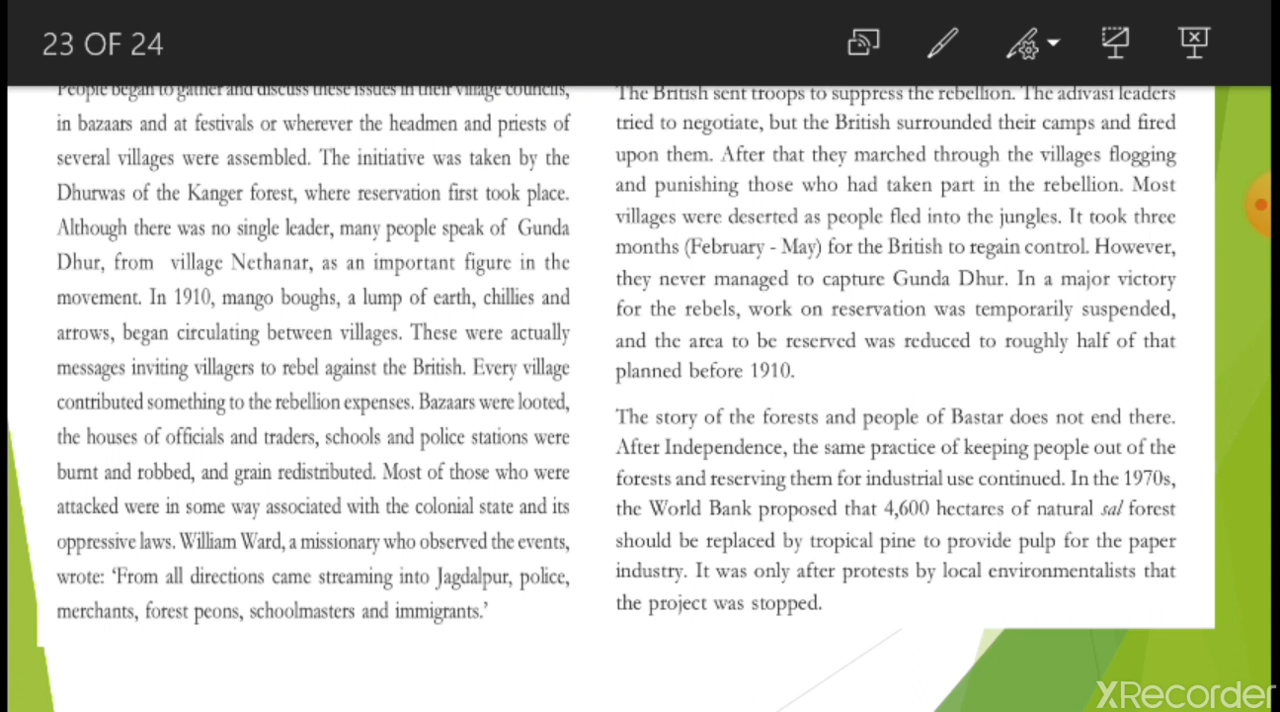 23 OF 24
People began to gather and discuss these issues in their village councils,
in bazaars and at festivals or wherever the headmen and priests of
several villages were assembled. The initiative was taken by the
Dhurwas of the Kanger forest, where reservation first took place.
Although there was no single leader, many people speak of Gunda
Dhur, from village Nethanar, as an important figure in the
movement. In 1910, mango boughs, a lump of earth, chillies and
arrows, began circulating between villages. These were actually
messages inviting villagers to rebel against the British. Every village
contributed something to the rebellion expenses. Bazaars were looted,
the houses of officials and traders, schools and police stations were
burnt and robbed, and grain redistributed. Most of those who were
attacked were in some way associated with the colonial state and its
oppressive laws. William Ward, a missionary who observed the events,
wrote: ‘From all directions came streaming into Jagdalpur, police,
merchants, forest peons, schoolmasters and immigrants.’
The British sent troops to suppress the rebellion. The adivasi leaders
tried to negotiate, but the British surrounded their camps and fired
upon them. After that they marched through the villages flogging
and punishing those who had taken part in the rebellion. Most
villages were deserted as people fled into the jungles. It took three
months (February - May) for the British to regain control. However,
they never managed to capture Gunda Dhur. In a major victory
for the rebels, work on reservation was temporarily suspended,
and the area to be reserved was reduced to roughly half of that
planned before 1910.
The story of the forests and people of Bastar does not end there.
After Independence, the same practice of keeping people out of the
forests and reserving them for industrial use continued. In the 1970s,
the World Bank proposed that 4,600 hectares of natural sal forest
should be replaced by tropical pine to provide pulp for the paper
industry. It was only after protests by local environmentalists that
the project was stopped.
XRecorder